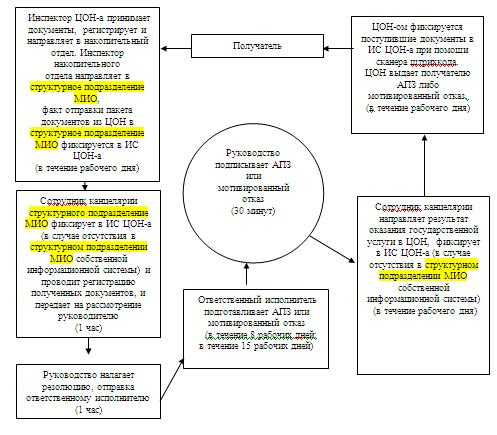 Получатель
Инспектор ЦОН-а принимает
документы, регистрирует и
направляет в накопительный
отдел. Инспектор
накопительного
отдела направляет в
структурное подразделение
МИО,
факт отправки пакета
документов из ЦОН в
структурное подразделение
МИО фиксируется в ИС
ЦОН-а
(в течение рабочего дня)
Сотрудник канцелярии
структурного подразделение
МИО фиксирует в ИС ЦОН-а
(в случае отсутствия в
структурном подразделении
МИО собственной
информационной системы) и
проводит регистрацию
полученных документов, и
передает на рассмотрение
руководителю
(1 час)
Руководство налагает
резолюцию, отправка
ответственному исполнителю
(1 час)
Ответственный исполнитель
подготавливает АПЗ или
мотивированный отказ
(в течение 8 рабочих дней,
в течение 15 рабочих дней)
Руководство
подписывает АПЗ
или
мотивированный
отказ
(30 минут)
Сотрудник канцелярии
направляет результат
оказания государственной
услуги в ЦОН, фиксирует
в ИС ЦОН-а (в случае
отсутствия в структурном
подразделении МИО
собственной
информационной системы)
(в течение рабочего дня)
ЦОН-ом фиксируется
поступившие документы в
ИС ЦОН-а при помощи
сканера штрихкода.
ЦОН выдает получателю
АПЗ либо
мотивированный отказ,
(в течение рабочего дня)